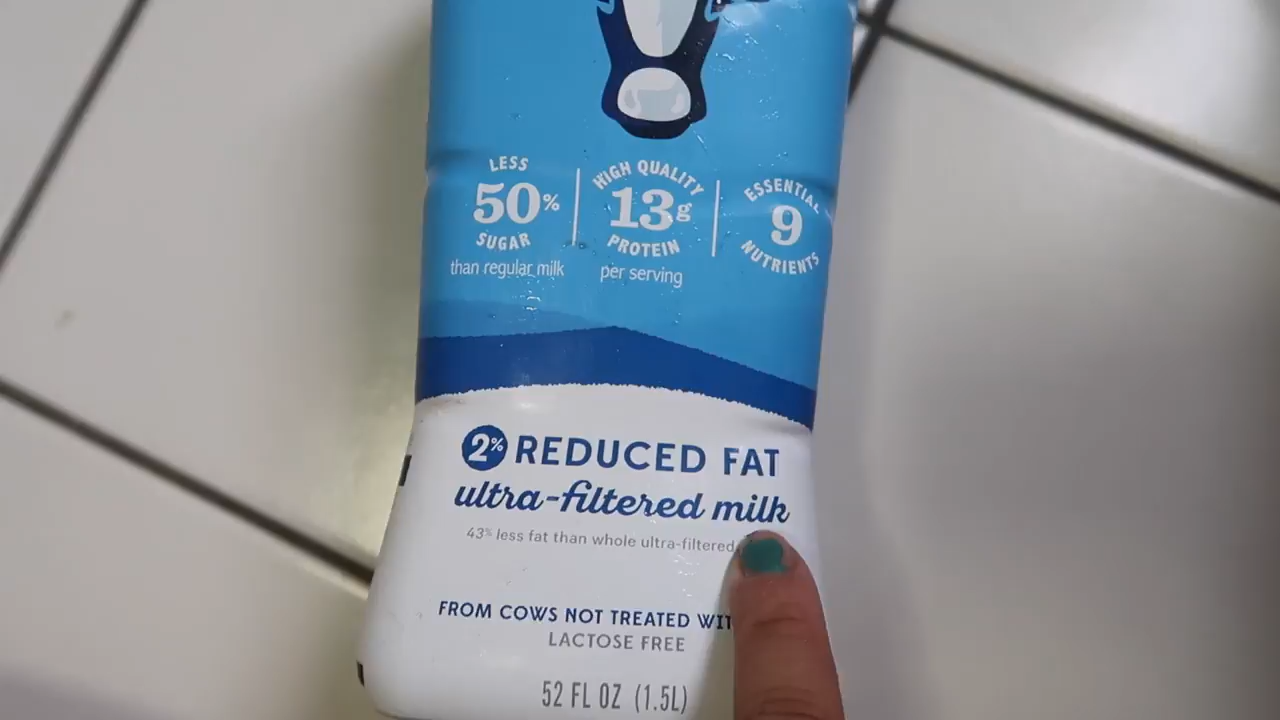 LESS
50%
SUGAR
than regular milk
HIGH QUALITY
13g
PROTEIN
per serving
ESSENTIAL
9
NUTRIENTS
2% REDUCED FAT
ultra-filtered milk
43% less fat than whole ultra-filtered
FROM COWS NOT TREATED
LACTOSE FREE
52 FL OZ (1.5L)